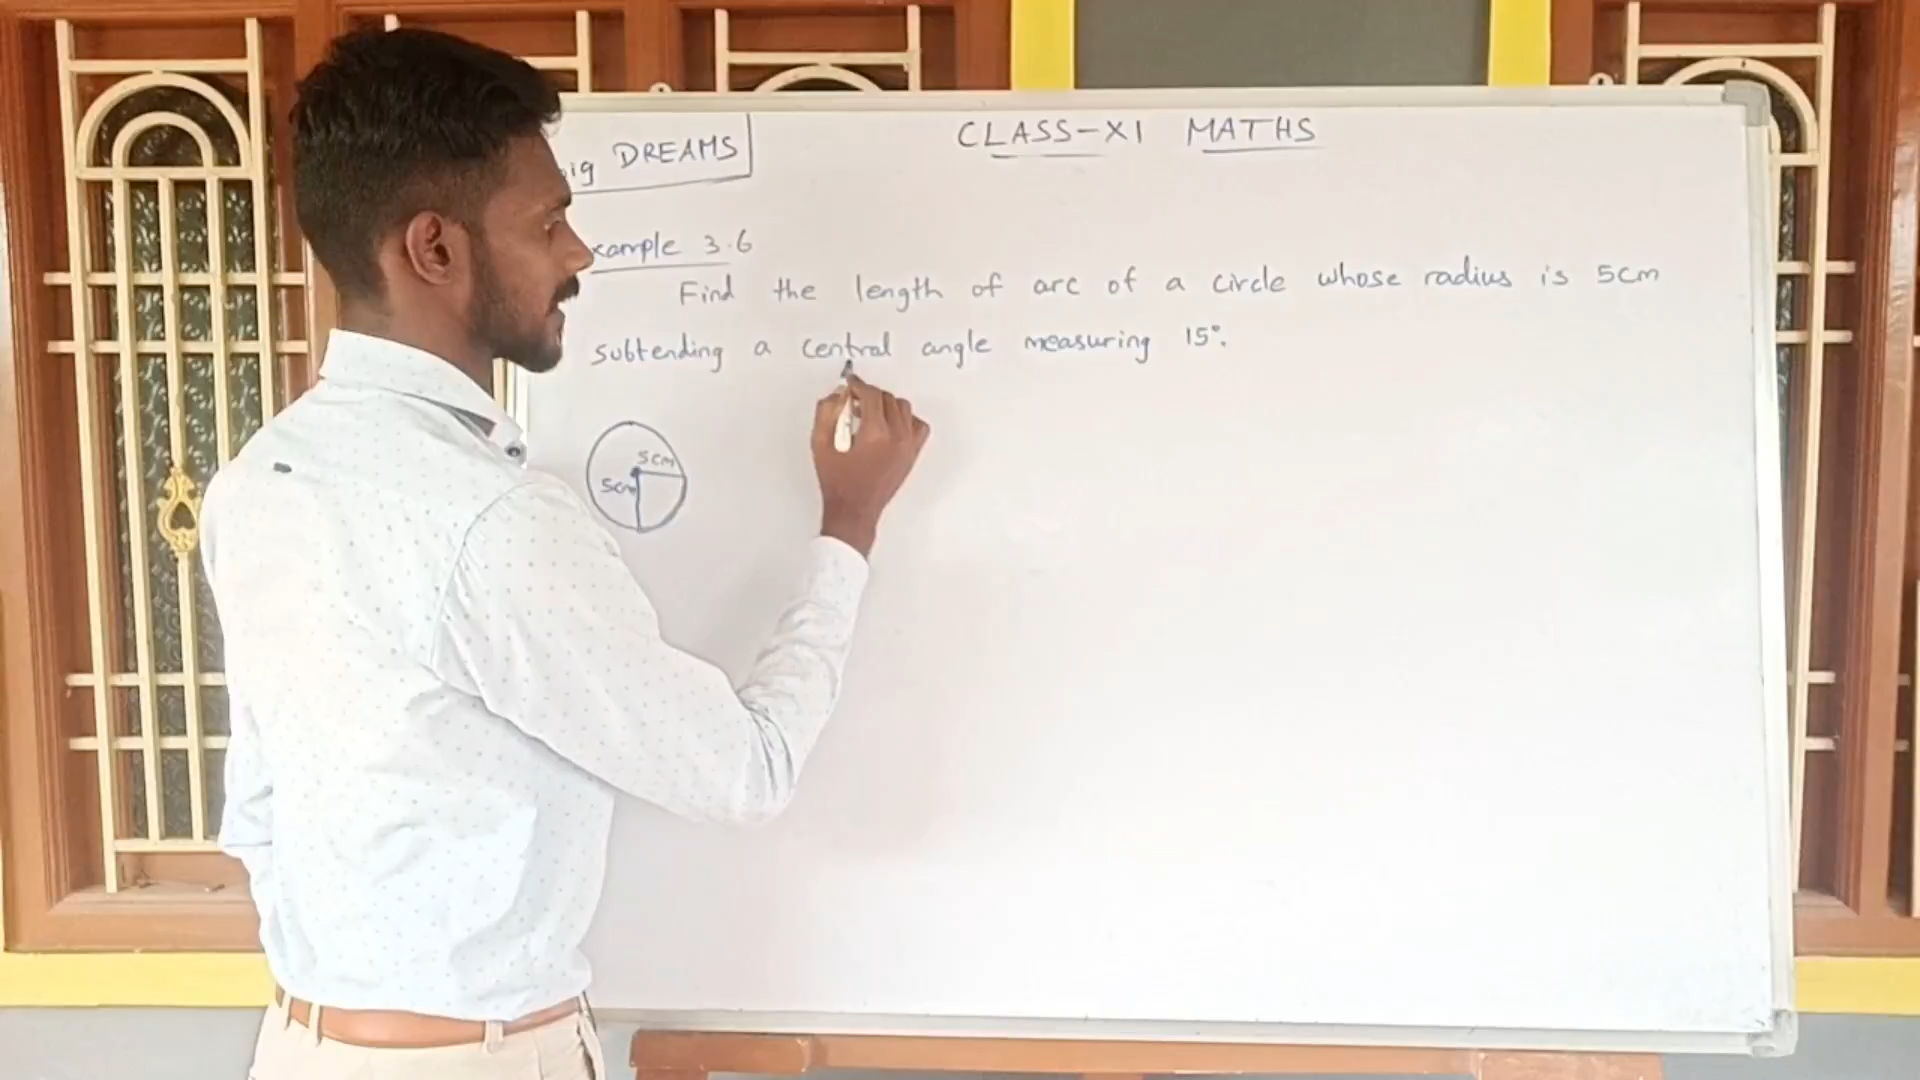 DREAMS
CLASS-XI MATHS
xample 3.6
Find the length of arc of a circle whose radius is 5cm
subtending a central angle measuring 15°.
5cm
5cm